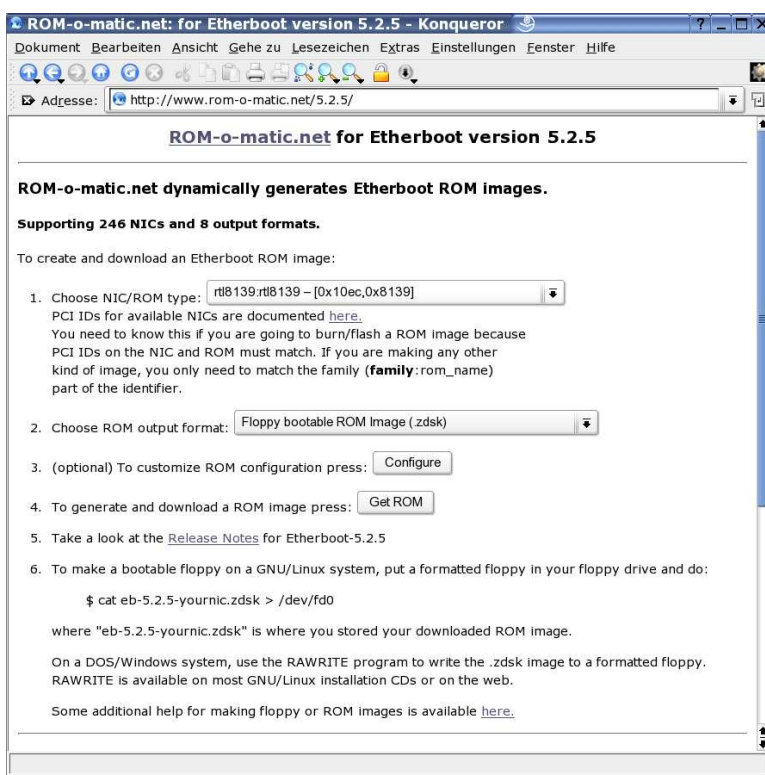 ROM-o-matic.net: for Etherboot version 5.2.5 - Konqueror
Dokument Bearbeiten Ansicht Gehe zu Lesezeichen Extras Einstellungen Fenster Hilfe
Adresse: http://www.rom-o-matic.net/5.2.5/
ROM-o-matic.net for Etherboot version 5.2.5
ROM-o-matic.net dynamically generates Etherboot ROM images.
Supporting 246 NICs and 8 output formats.
To create and download an Etherboot ROM image:
1. Choose NIC/ROM type: rtl8139:rtl8139 – [0x10ec,0x8139]
PCI IDs for available NICs are documented here.
You need to know this if you are going to burn/flash a ROM image because
PCI IDs on the NIC and ROM must match. If you are making any other
kind of image, you only need to match the family (family:rom_name)
part of the identifier.
2. Choose ROM output format: Floppy bootable ROM Image (.zdsk)
3. (optional) To customize ROM configuration press: Configure
4. To generate and download a ROM image press: Get ROM
5. Take a look at the Release Notes for Etherboot-5.2.5
6. To make a bootable floppy on a GNU/Linux system, put a formatted floppy in your floppy drive and do:
$ cat eb-5.2.5-yournic.zdsk > /dev/fd0
where "eb-5.2.5-yournic.zdsk" is where you stored your downloaded ROM image.
On a DOS/Windows system, use the RAWRITE program to write the .zdsk image to a formatted floppy.
RAWRITE is available on most GNU/Linux installation CDs or on the web.
Some additional help for making floppy or ROM images is available here.